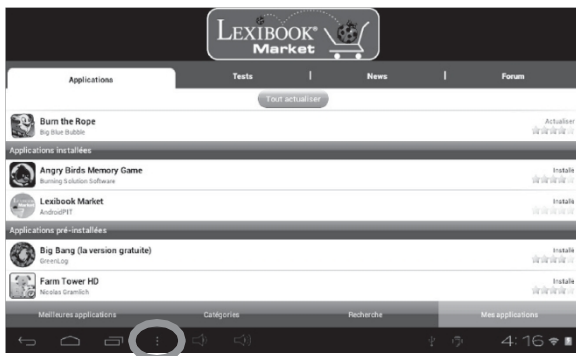 LEXIBOOK®
Market
Applications Tests | News | Forum
Tout actualiser
Burn the Rope Actualiser
Big Blue Bubble
Applications installées
Angry Birds Memory Game Installé
Burning Solution Software
Lexibook Market Installé
AndroidPIT
Applications pré-installées
Big Bang (la version gratuite) Installé
GreenLog
Farm Tower HD Installé
Nicolas Gramlich
Meilleures applications Catégories Recherche Mes applications
4:16